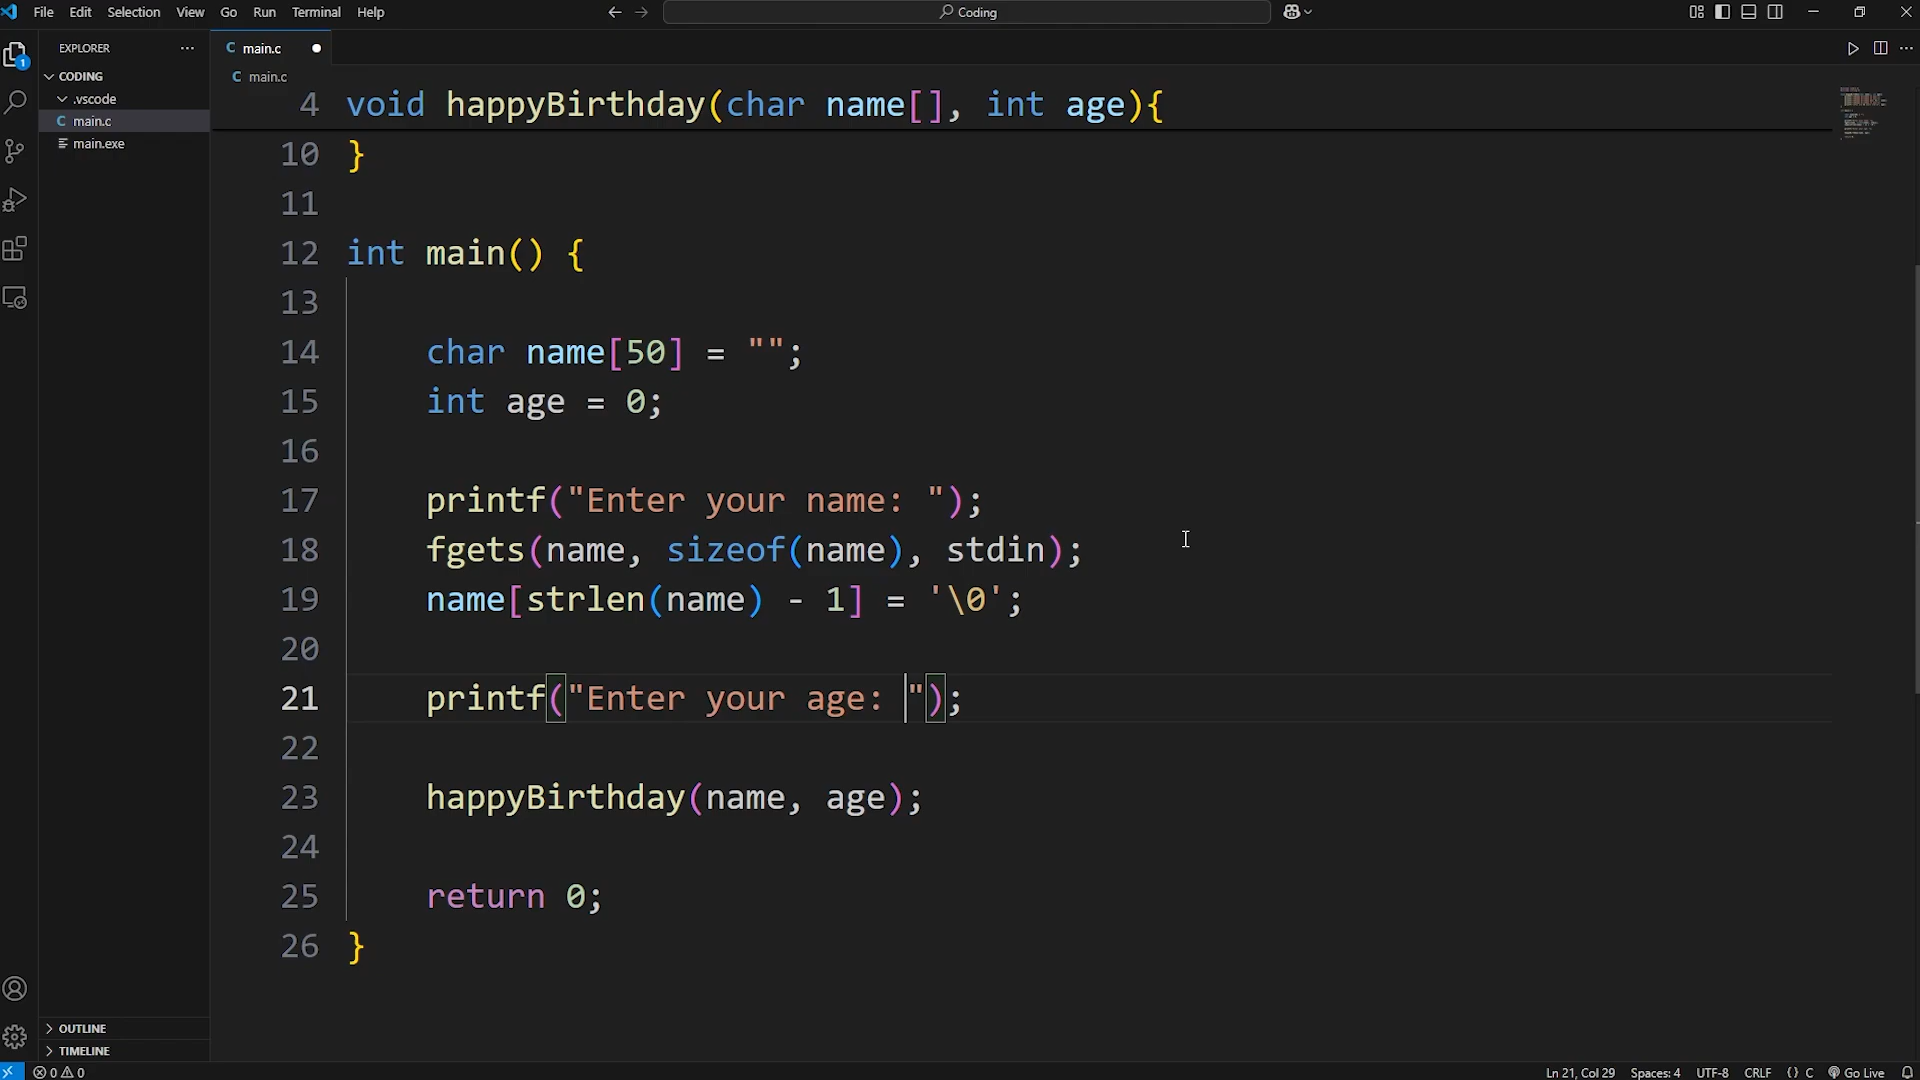 File Edit Selection View Go Run Terminal Help
Coding
EXPLORER
CODING
.vscode
C main.c
main.exe
OUTLINE
TIMELINE
1
C main.c
C main.c
4 void happyBirthday(char name[], int age){
10 }
11
12 int main() {
13
14 char name[50] = "";
15 int age = 0;
16
17 printf("Enter your name: ");
18 fgets(name, sizeof(name), stdin);
19 name[strlen(name) - 1] = '\0';
20
21 printf("Enter your age: ");
22
23 happyBirthday(name, age);
24
25 return 0;
26 }
0 0
Ln 21, Col 29 Spaces: 4 UTF-8 CRLF {} C Go Live